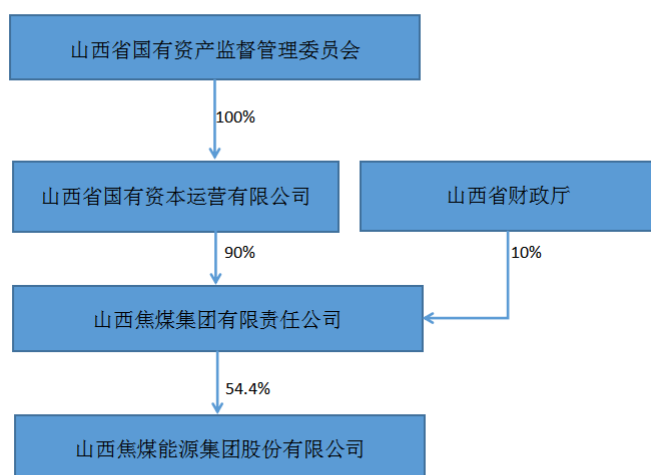 山西省国有资产监督管理委员会
100%
山西省国有资本运营有限公司
山西省财政厅
90%
10%
山西焦煤集团有限责任公司
54.4%
山西焦煤能源集团股份有限公司